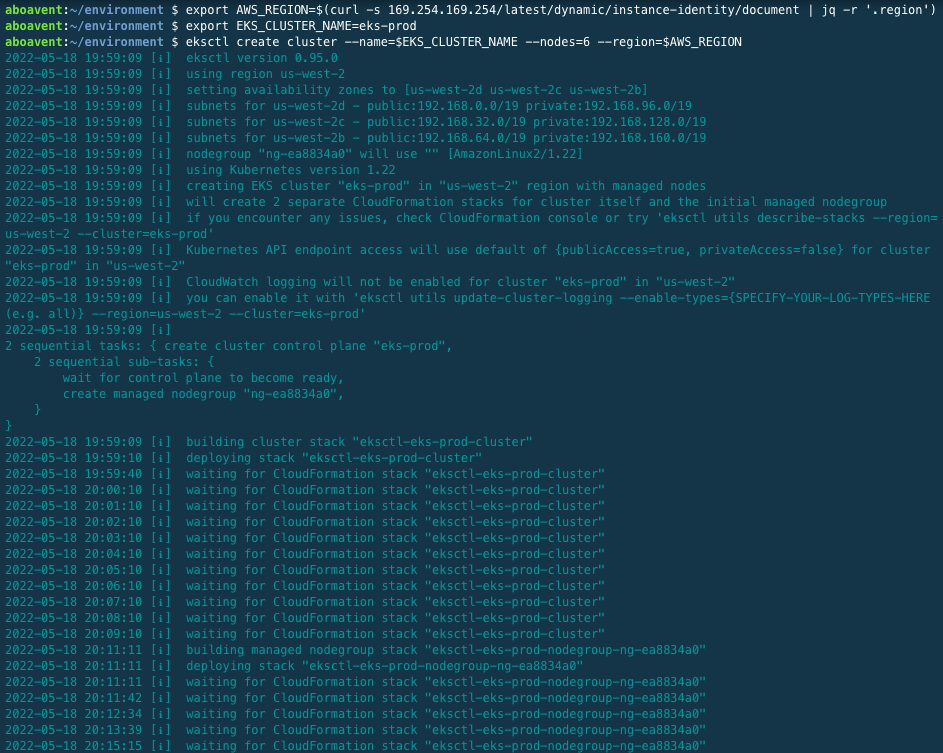 aboavent:~/environment $ export AWS_REGION=$(curl -s 169.254.169.254/latest/dynamic/instance-identity/document | jq -r '.region')
aboavent:~/environment $ export EKS_CLUSTER_NAME=eks-prod
aboavent:~/environment $ eksctl create cluster --name=$EKS_CLUSTER_NAME --nodes=6 --region=$AWS_REGION
2022-05-18 19:59:09 [ℹ]  eksctl version 0.95.0
2022-05-18 19:59:09 [ℹ]  using region us-west-2
2022-05-18 19:59:09 [ℹ]  setting availability zones to [us-west-2d us-west-2c us-west-2b]
2022-05-18 19:59:09 [ℹ]  subnets for us-west-2d - public:192.168.0.0/19 private:192.168.96.0/19
2022-05-18 19:59:09 [ℹ]  subnets for us-west-2c - public:192.168.32.0/19 private:192.168.128.0/19
2022-05-18 19:59:09 [ℹ]  subnets for us-west-2b - public:192.168.64.0/19 private:192.168.160.0/19
2022-05-18 19:59:09 [ℹ]  nodegroup "ng-ea8834a0" will use "" [AmazonLinux2/1.22]
2022-05-18 19:59:09 [ℹ]  using Kubernetes version 1.22
2022-05-18 19:59:09 [ℹ]  creating EKS cluster "eks-prod" in "us-west-2" region with managed nodes
2022-05-18 19:59:09 [ℹ]  will create 2 separate CloudFormation stacks for cluster itself and the initial managed nodegroup
2022-05-18 19:59:09 [ℹ]  if you encounter any issues, check CloudFormation console or try 'eksctl utils describe-stacks --region=
us-west-2 --cluster=eks-prod'
2022-05-18 19:59:09 [ℹ]  Kubernetes API endpoint access will use default of {publicAccess=true, privateAccess=false} for cluster
"eks-prod" in "us-west-2"
2022-05-18 19:59:09 [ℹ]  CloudWatch logging will not be enabled for cluster "eks-prod" in "us-west-2"
2022-05-18 19:59:09 [ℹ]  you can enable it with 'eksctl utils update-cluster-logging --enable-types={SPECIFY-YOUR-LOG-TYPES-HERE
(e.g. all)} --region=us-west-2 --cluster=eks-prod'
2022-05-18 19:59:09 [ℹ]
2 sequential tasks: { create cluster control plane "eks-prod",
    2 sequential sub-tasks: {
        wait for control plane to become ready,
        create managed nodegroup "ng-ea8834a0",
    }
}
2022-05-18 19:59:09 [ℹ]  building cluster stack "eksctl-eks-prod-cluster"
2022-05-18 19:59:10 [ℹ]  deploying stack "eksctl-eks-prod-cluster"
2022-05-18 19:59:40 [ℹ]  waiting for CloudFormation stack "eksctl-eks-prod-cluster"
2022-05-18 20:00:10 [ℹ]  waiting for CloudFormation stack "eksctl-eks-prod-cluster"
2022-05-18 20:01:10 [ℹ]  waiting for CloudFormation stack "eksctl-eks-prod-cluster"
2022-05-18 20:02:10 [ℹ]  waiting for CloudFormation stack "eksctl-eks-prod-cluster"
2022-05-18 20:03:10 [ℹ]  waiting for CloudFormation stack "eksctl-eks-prod-cluster"
2022-05-18 20:04:10 [ℹ]  waiting for CloudFormation stack "eksctl-eks-prod-cluster"
2022-05-18 20:05:10 [ℹ]  waiting for CloudFormation stack "eksctl-eks-prod-cluster"
2022-05-18 20:06:10 [ℹ]  waiting for CloudFormation stack "eksctl-eks-prod-cluster"
2022-05-18 20:07:10 [ℹ]  waiting for CloudFormation stack "eksctl-eks-prod-cluster"
2022-05-18 20:08:10 [ℹ]  waiting for CloudFormation stack "eksctl-eks-prod-cluster"
2022-05-18 20:09:10 [ℹ]  waiting for CloudFormation stack "eksctl-eks-prod-cluster"
2022-05-18 20:11:11 [ℹ]  building managed nodegroup stack "eksctl-eks-prod-nodegroup-ng-ea8834a0"
2022-05-18 20:11:11 [ℹ]  deploying stack "eksctl-eks-prod-nodegroup-ng-ea8834a0"
2022-05-18 20:11:11 [ℹ]  waiting for CloudFormation stack "eksctl-eks-prod-nodegroup-ng-ea8834a0"
2022-05-18 20:11:42 [ℹ]  waiting for CloudFormation stack "eksctl-eks-prod-nodegroup-ng-ea8834a0"
2022-05-18 20:12:34 [ℹ]  waiting for CloudFormation stack "eksctl-eks-prod-nodegroup-ng-ea8834a0"
2022-05-18 20:13:39 [ℹ]  waiting for CloudFormation stack "eksctl-eks-prod-nodegroup-ng-ea8834a0"
2022-05-18 20:15:15 [ℹ]  waiting for CloudFormation stack "eksctl-eks-prod-nodegroup-ng-ea8834a0"